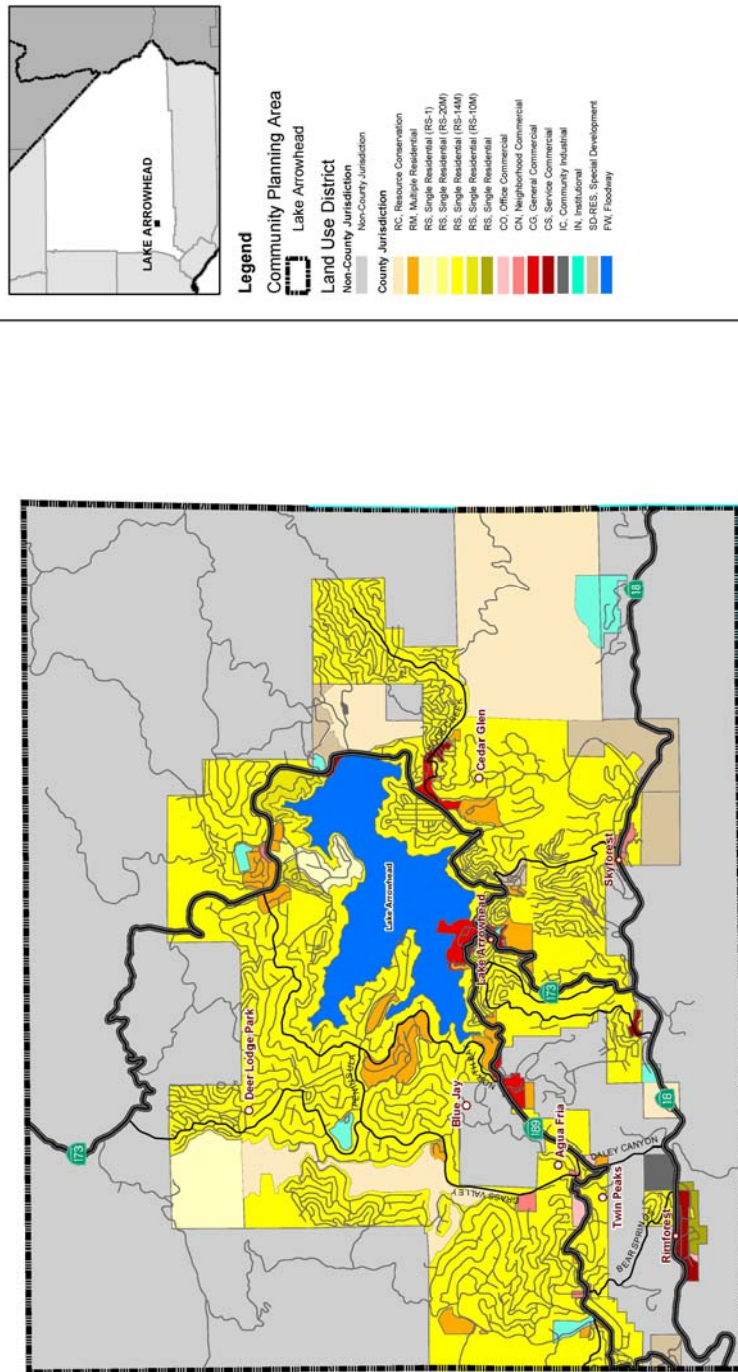 LAKE ARROWHEAD
Legend
Community Planning Area
Lake Arrowhead
Land Use District
Non-County Jurisdiction
Non-County Jurisdiction
County Jurisdiction
RC, Resource Conservation
RM, Multiple Residential
RS, Single Residential (RS-1)
RS, Single Residential (RS-20M)
RS, Single Residential (RS-14M)
RS, Single Residential (RS-10M)
RS, Single Residential
CO, Office Commercial
CN, Neighborhood Commercial
CG, General Commercial
CS, Service Commercial
IC, Community Industrial
IN, Institutional
SD-RES, Special Development
FW, Floodway
173
Deer Lodge Park
PENINSULA
Lake Arrowhead
Blue Jay
GRASS VALLEY
Cedar Glen
Lake Arrowhead
189
Agua Fria
173
DALEY CANYON
Twin Peaks
BEAR SPRINGS
Skyforest
18
18
Rimforest